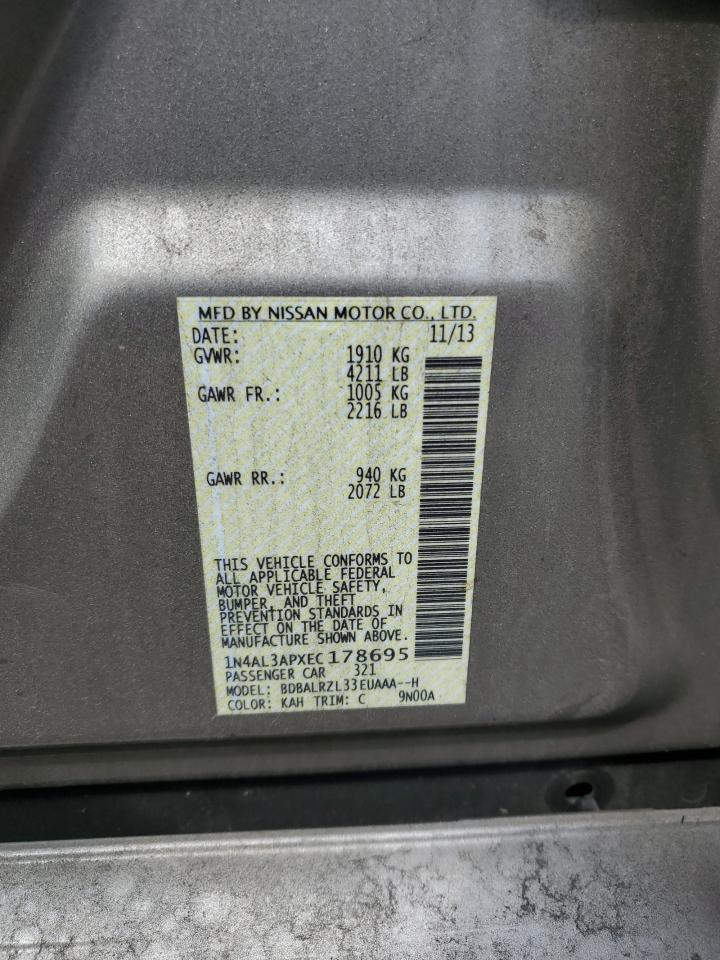 MFD BY NISSAN MOTOR CO., LTD.
DATE: 11/13
GVWR: 1910 KG
4211 LB
GAWR FR.: 1005 KG
2216 LB
GAWR RR.: 940 KG
2072 LB
THIS VEHICLE CONFORMS TO
ALL APPLICABLE FEDERAL
MOTOR VEHICLE SAFETY,
BUMPER, AND THEFT
PREVENTION STANDARDS IN
EFFECT ON THE DATE OF
MANUFACTURE SHOWN ABOVE.
1N4AL3APXEC178695
PASSENGER CAR 321
MODEL: BDBALRZL33EUAAA--H
COLOR: KAH TRIM: C 9N00A